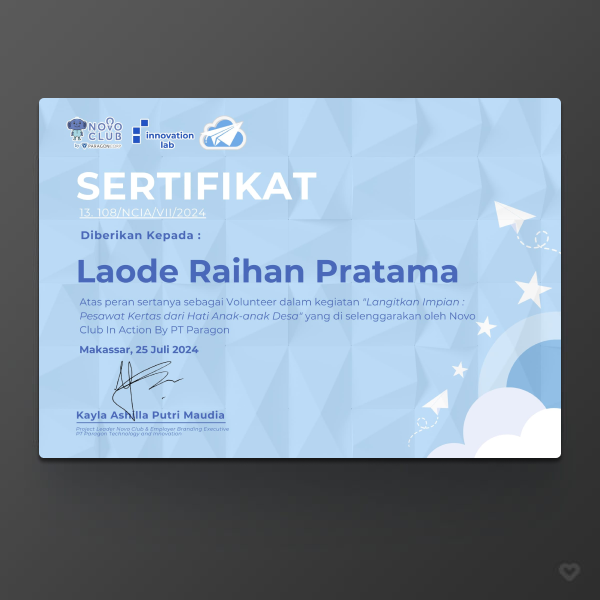 NOVO CLUB
By PARAGONCORP
innovation lab
SERTIFIKAT
13. 108/NCIA/VII/2024
Diberikan Kepada :
Laode Raihan Pratama
Atas peran sertanya sebagai Volunteer dalam kegiatan "Langitkan Impian :
Pesawat Kertas dari Hati Anak-anak Desa" yang di selenggarakan oleh Novo
Club In Action By PT Paragon
Makassar, 25 Juli 2024
Kayla Ashilla Putri Maudia
Project Leader Novo Club & Employer Branding Executive
PT Paragon Technology and Innovation